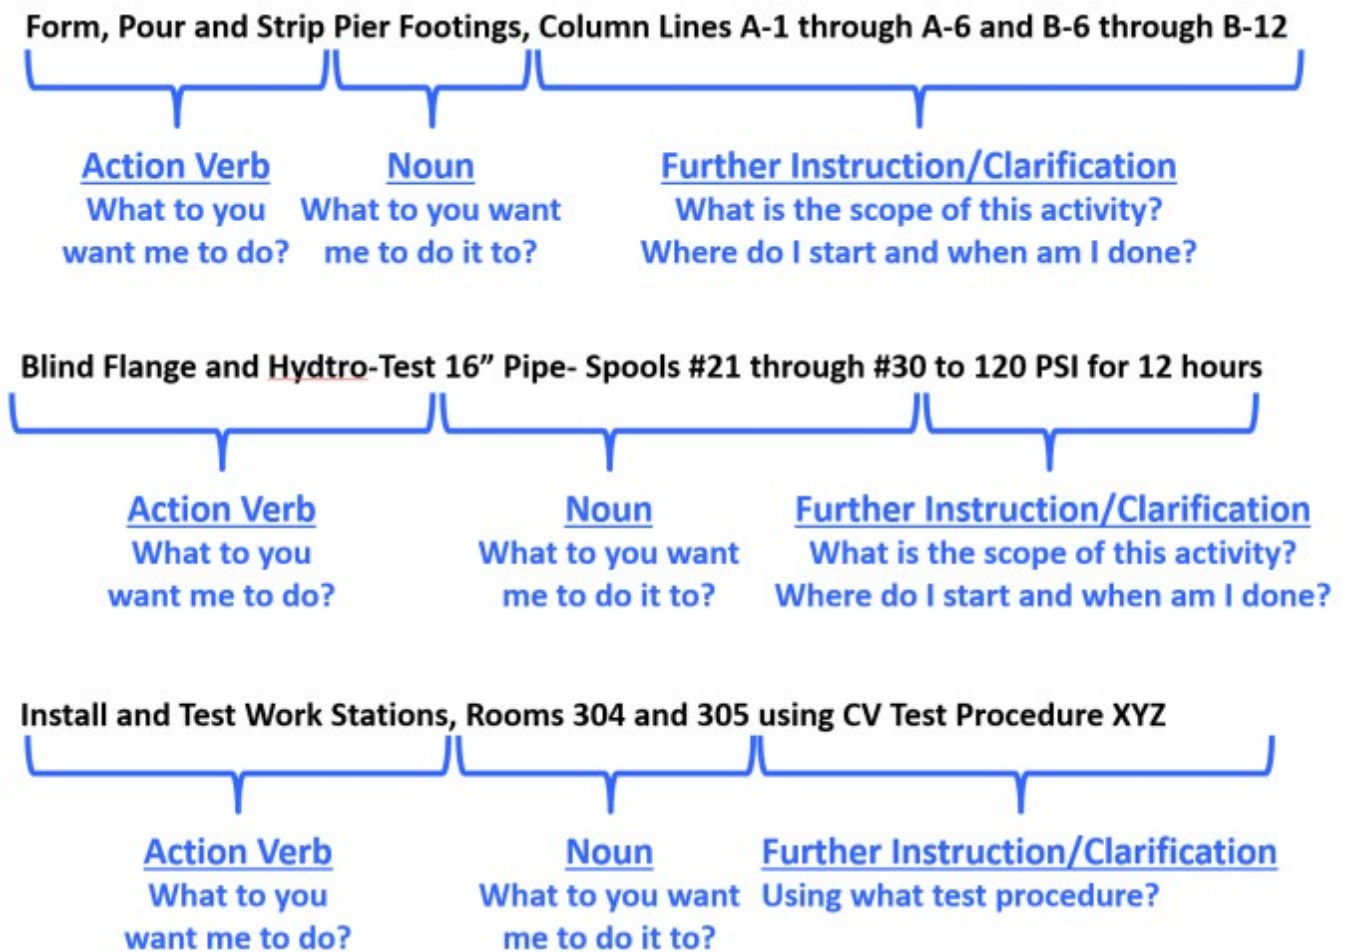 Form, Pour and Strip Pier Footings, Column Lines A-1 through A-6 and B-6 through B-12
Action Verb
What to you
want me to do?
Noun
What to you want
me to do it to?
Further Instruction/Clarification
What is the scope of this activity?
Where do I start and when am I done?
Blind Flange and Hydtro-Test 16” Pipe- Spools #21 through #30 to 120 PSI for 12 hours
Action Verb
What to you
want me to do?
Noun
What to you want
me to do it to?
Further Instruction/Clarification
What is the scope of this activity?
Where do I start and when am I done?
Install and Test Work Stations, Rooms 304 and 305 using CV Test Procedure XYZ
Action Verb
What to you
want me to do?
Noun
What to you want
me to do it to?
Further Instruction/Clarification
Using what test procedure?